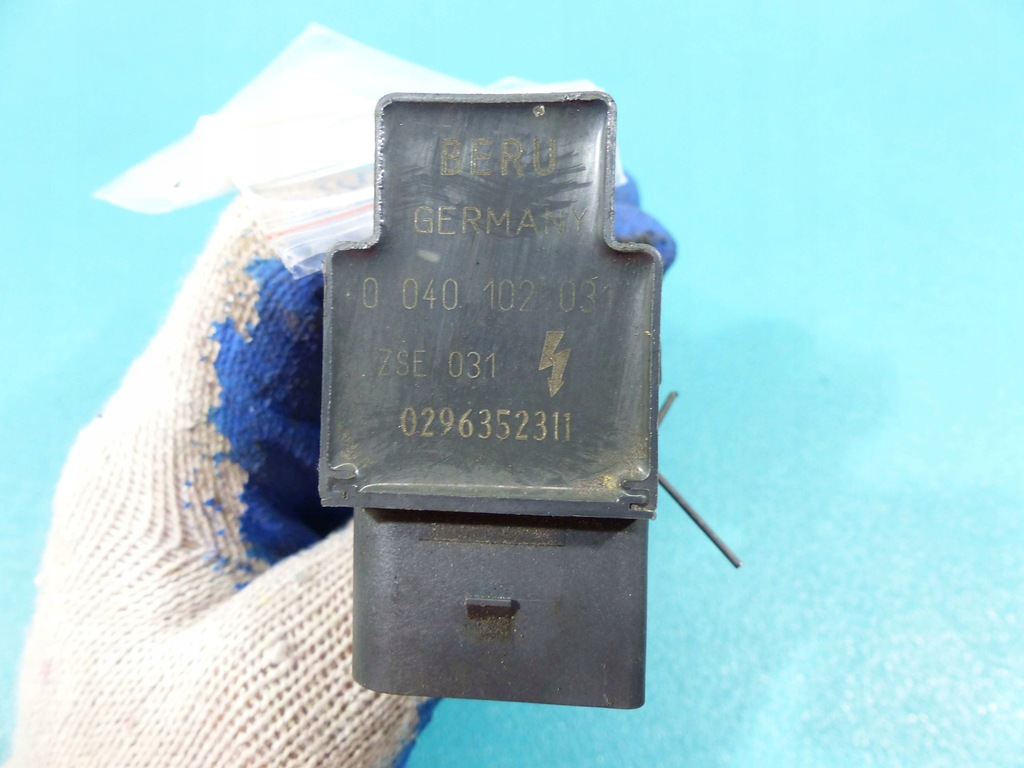 BERU
GERMANY
0 040 102 031
ZSE 031
0296352311